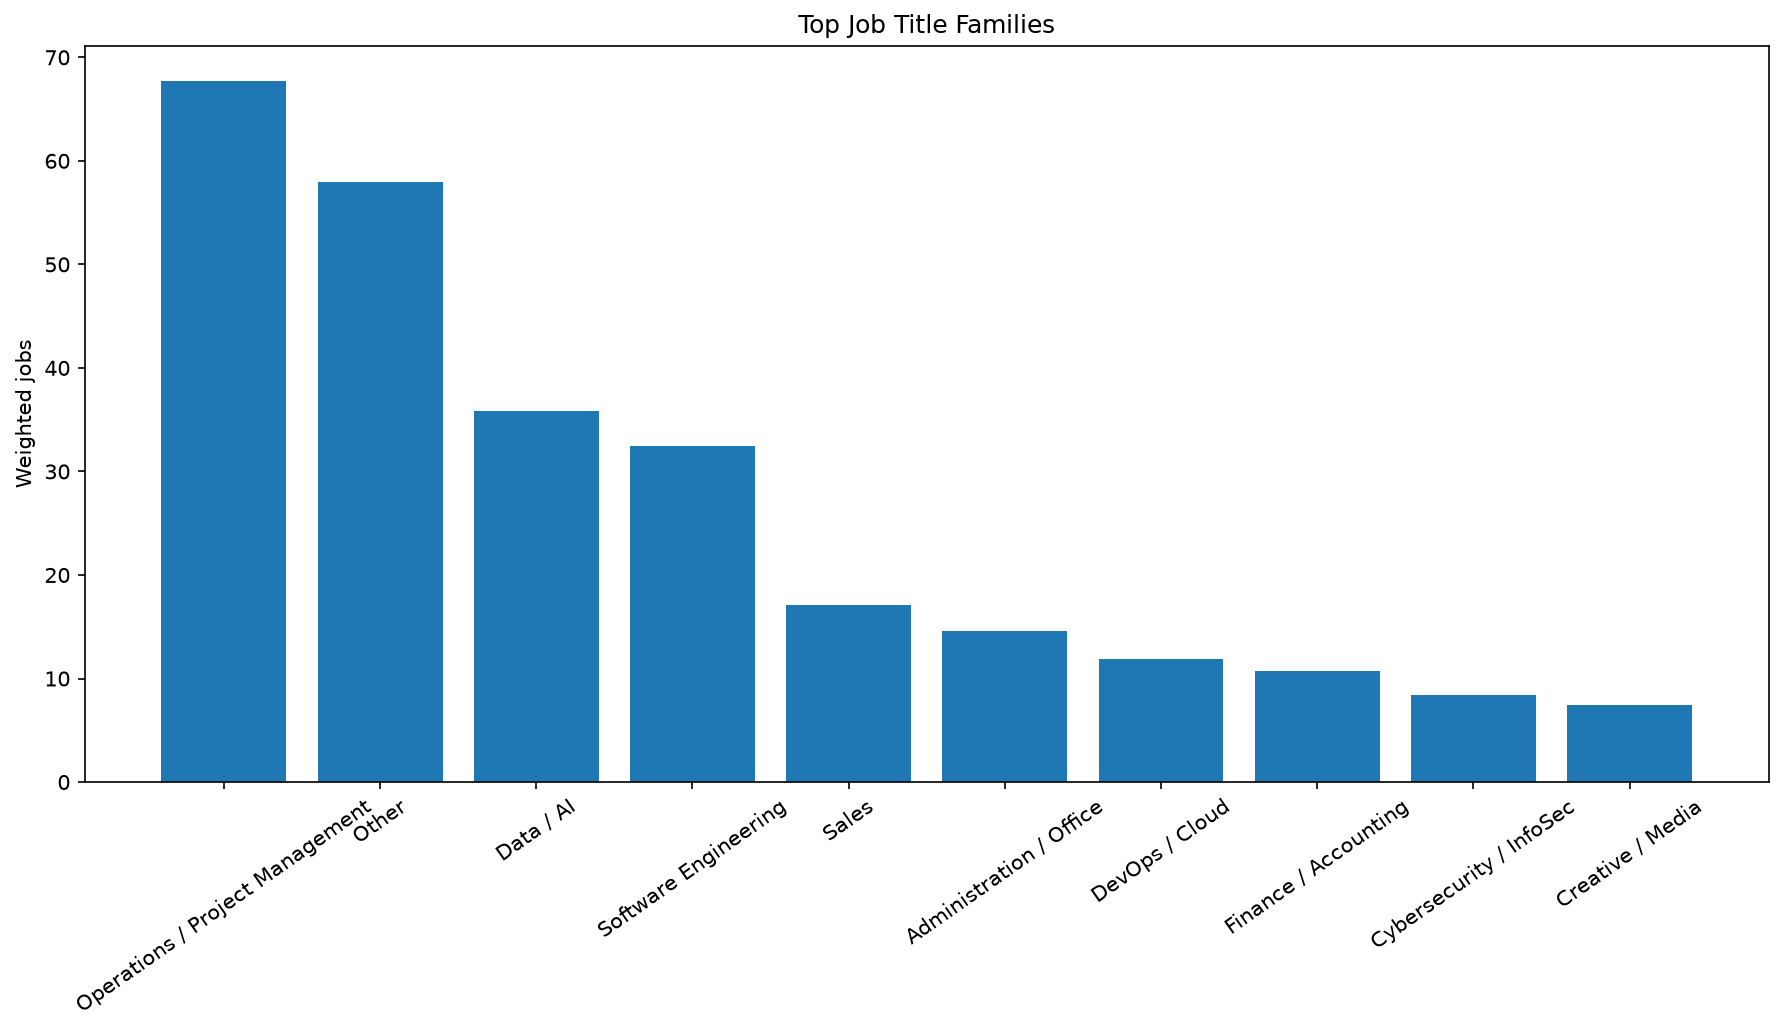 Top Job Title Families
Weighted jobs
70
60
50
40
30
20
10
0
Operations / Project Management
Other
Data / AI
Software Engineering
Sales
Administration / Office
DevOps / Cloud
Finance / Accounting
Cybersecurity / InfoSec
Creative / Media